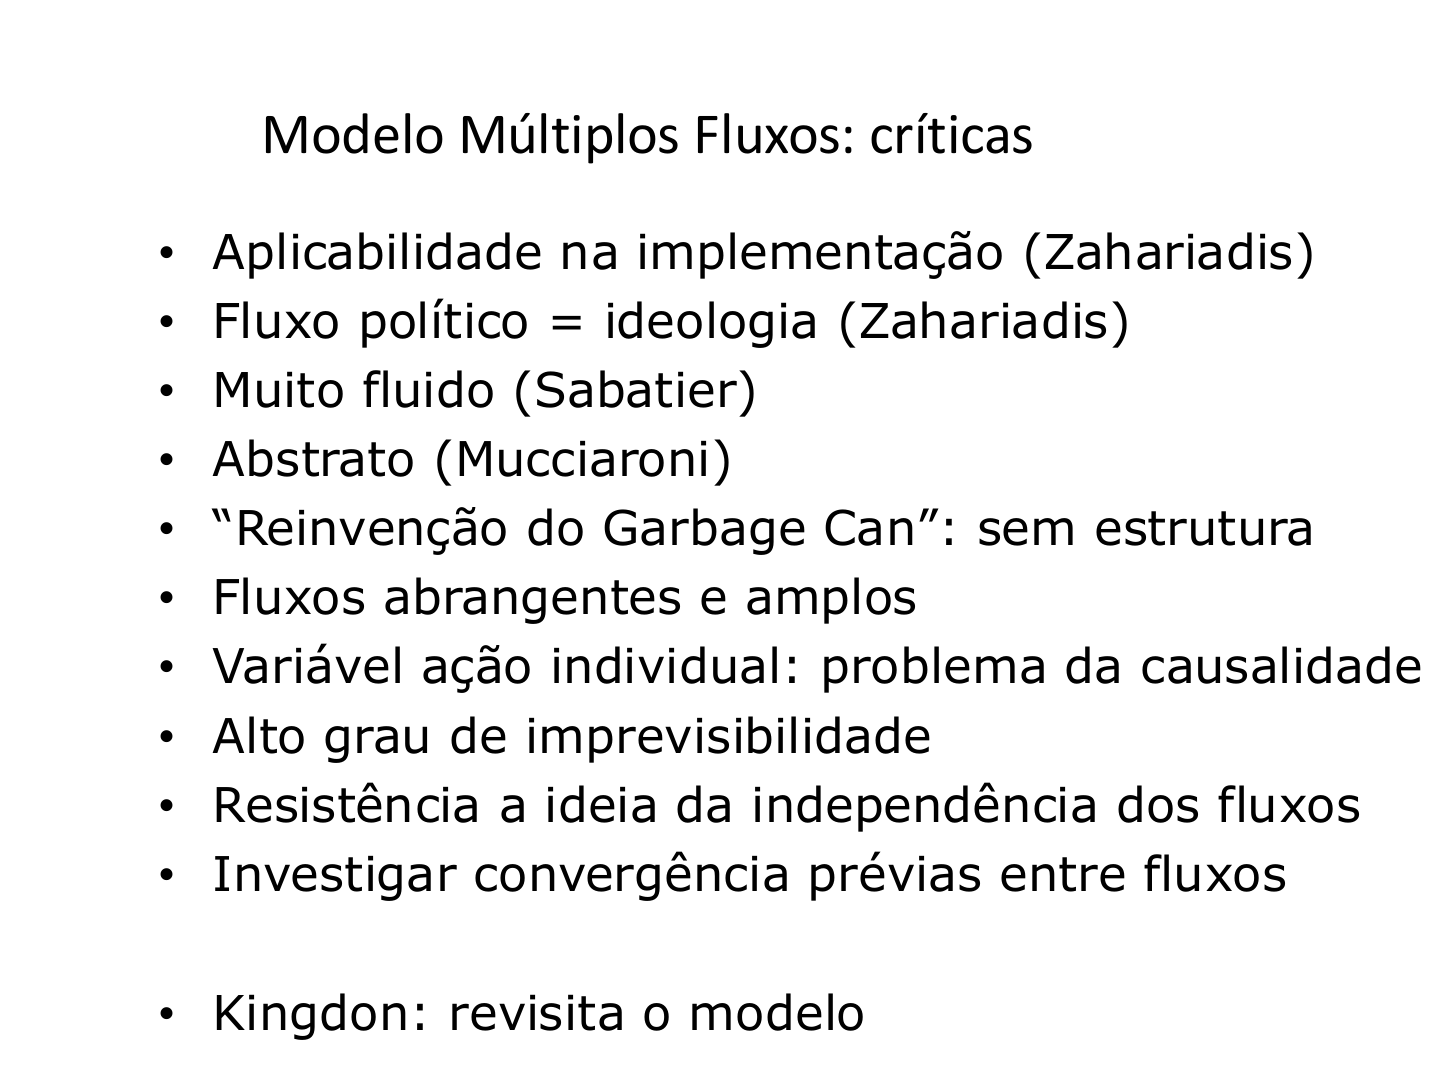 Modelo Múltiplos Fluxos: críticas
• Aplicabilidade na implementação (Zahariadis)
• Fluxo político = ideologia (Zahariadis)
• Muito fluido (Sabatier)
• Abstrato (Mucciaroni)
• “Reinvenção do Garbage Can”: sem estrutura
• Fluxos abrangentes e amplos
• Variável ação individual: problema da causalidade
• Alto grau de imprevisibilidade
• Resistência a ideia da independência dos fluxos
• Investigar convergência prévias entre fluxos
• Kingdon: revisita o modelo